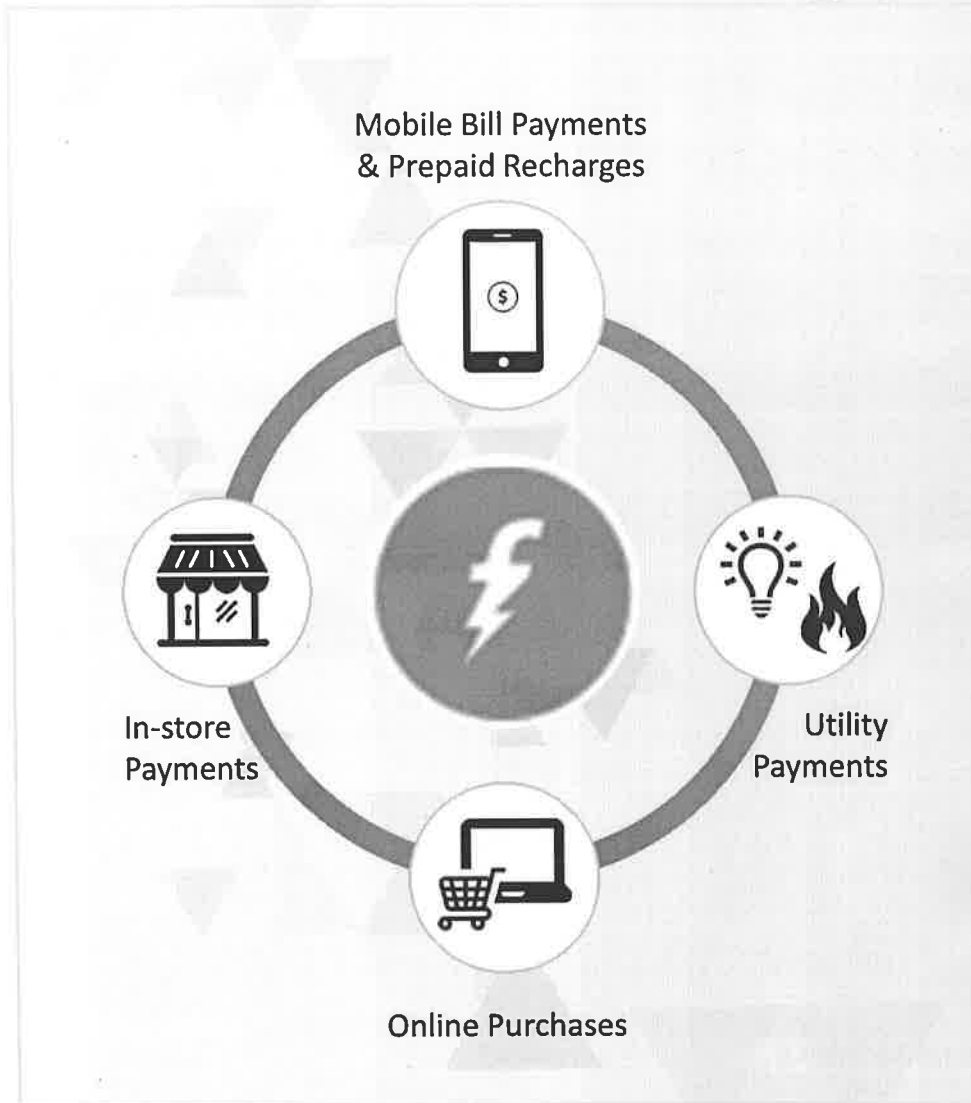 Mobile Bill Payments
& Prepaid Recharges
$
f
In-store
Payments
Utility
Payments
Online Purchases